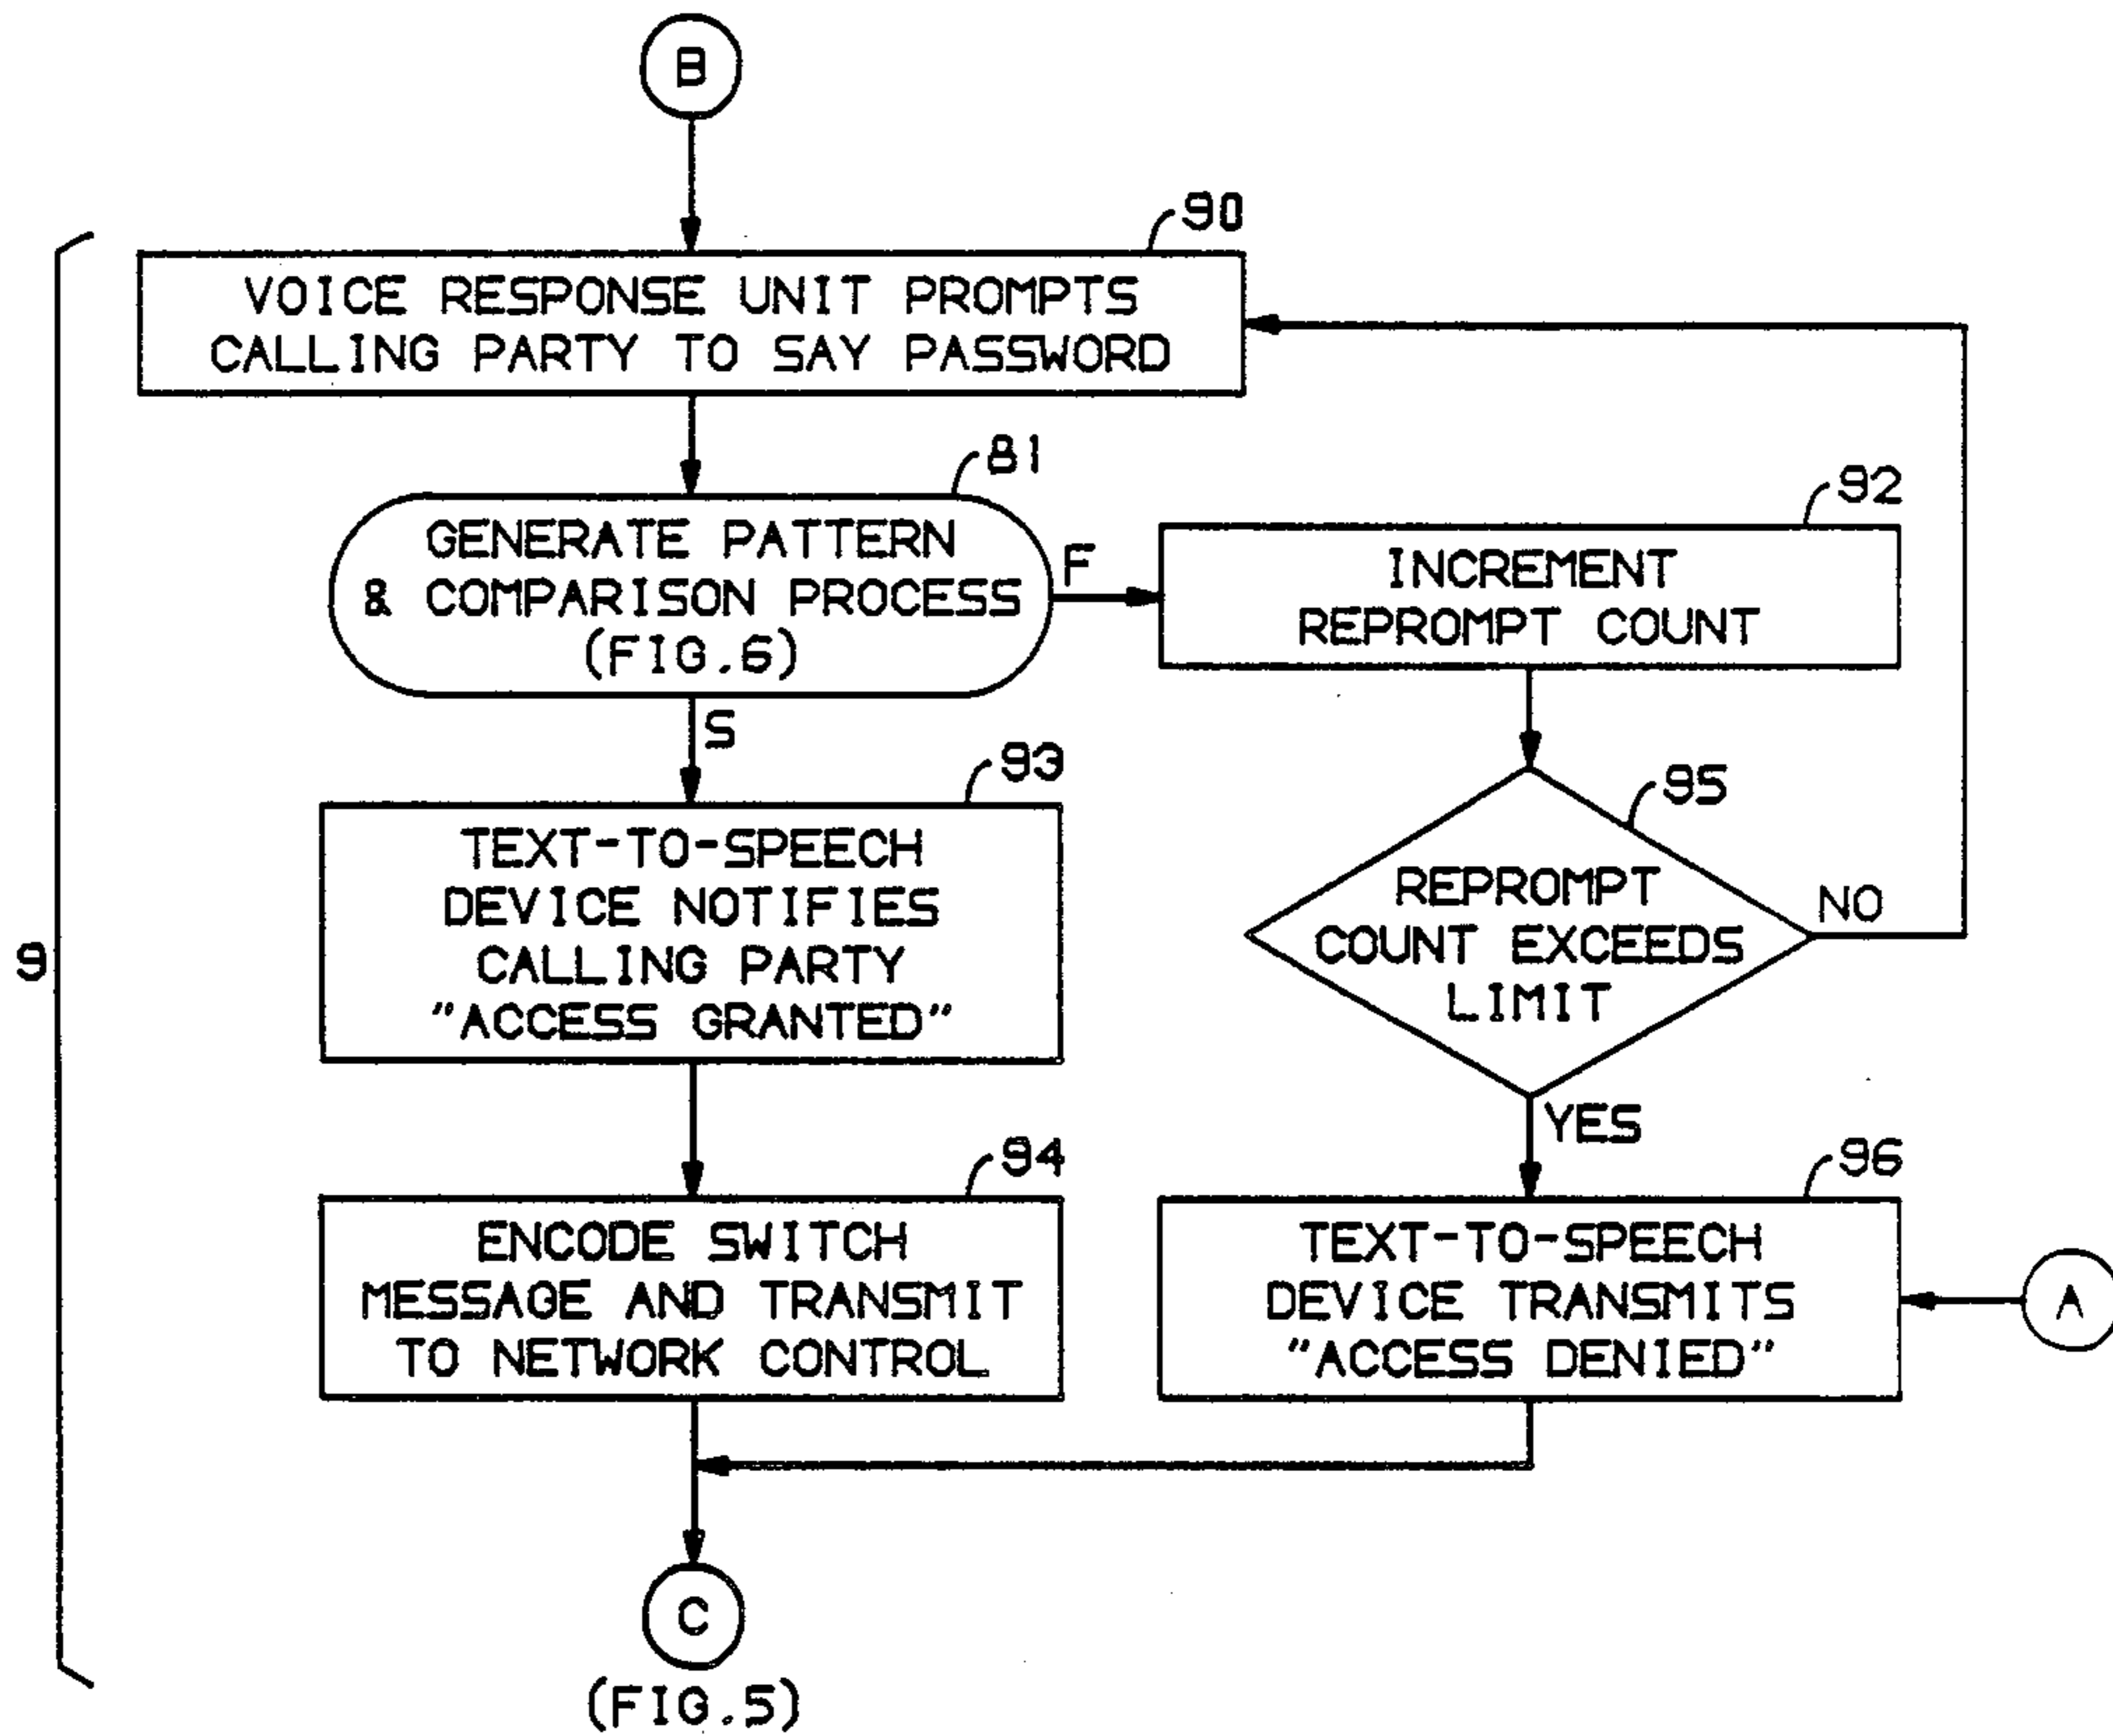 B
90
VOICE RESPONSE UNIT PROMPTS
CALLING PARTY TO SAY PASSWORD
81
GENERATE PATTERN
& COMPARISON PROCESS
(FIG.6)
F
S
92
INCREMENT
REPROMPT COUNT
93
TEXT-TO-SPEECH
DEVICE NOTIFIES
CALLING PARTY
"ACCESS GRANTED"
95
REPROMPT
COUNT EXCEEDS
LIMIT
NO
YES
9
94
ENCODE SWITCH
MESSAGE AND TRANSMIT
TO NETWORK CONTROL
96
TEXT-TO-SPEECH
DEVICE TRANSMITS
"ACCESS DENIED"
A
C
(FIG.5)